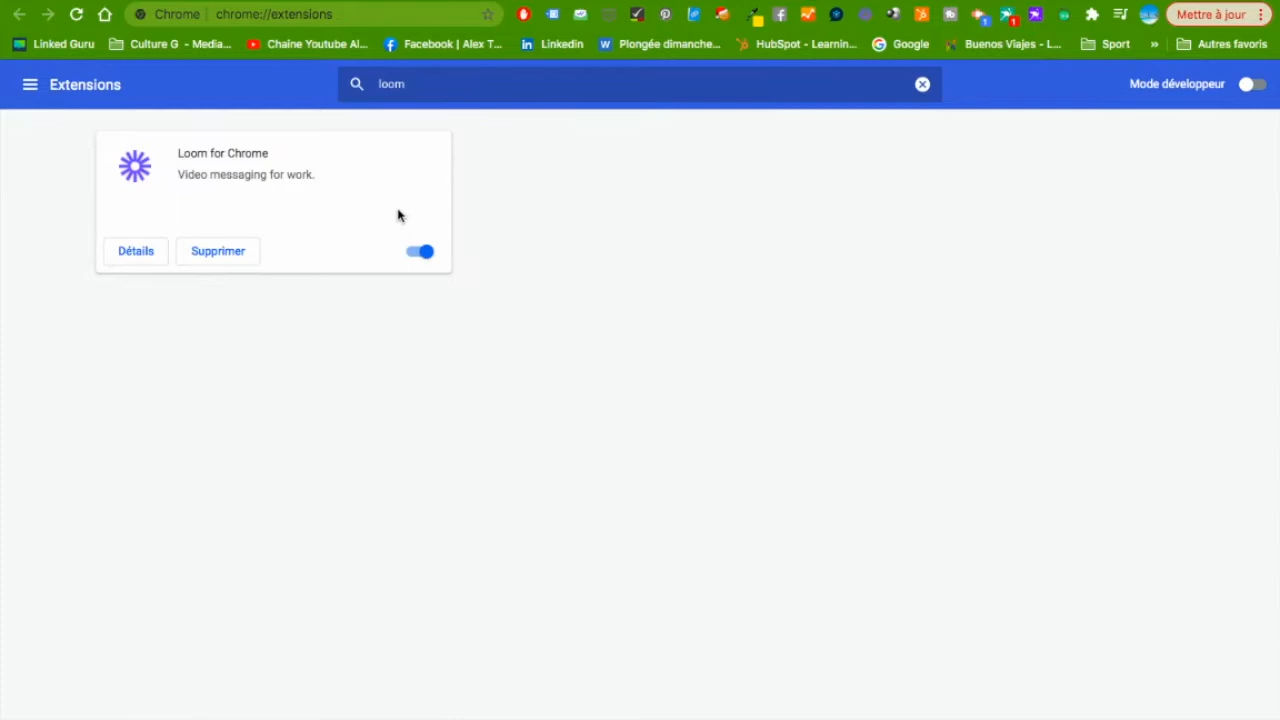 Chrome | chrome://extensions
1
1
Mettre à jour
Linked Guru
Culture G - Media...
Chaine Youtube Al...
Facebook | Alex T...
Linkedin
Plongée dimanche...
HubSpot - Learnin...
Google
Buenos Viajes - L...
Sport
»
Autres favoris
Extensions
loom
Mode développeur
Loom for Chrome
Video messaging for work.
Détails
Supprimer